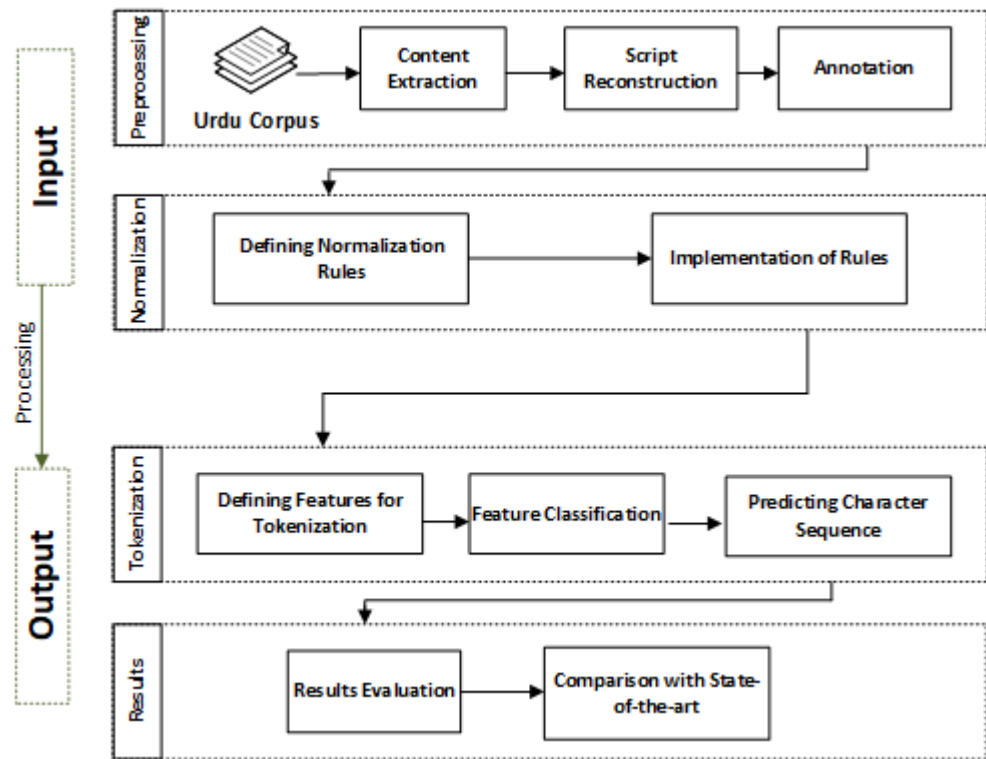 Input
Processing
Output
Preprocessing
Urdu Corpus
Content
Extraction
Script
Reconstruction
Annotation
Normalization
Defining Normalization
Rules
Implementation of Rules
Tokenization
Defining Features for
Tokenization
Feature Classification
Predicting Character
Sequence
Results
Results Evaluation
Comparison with State-
of-the-art